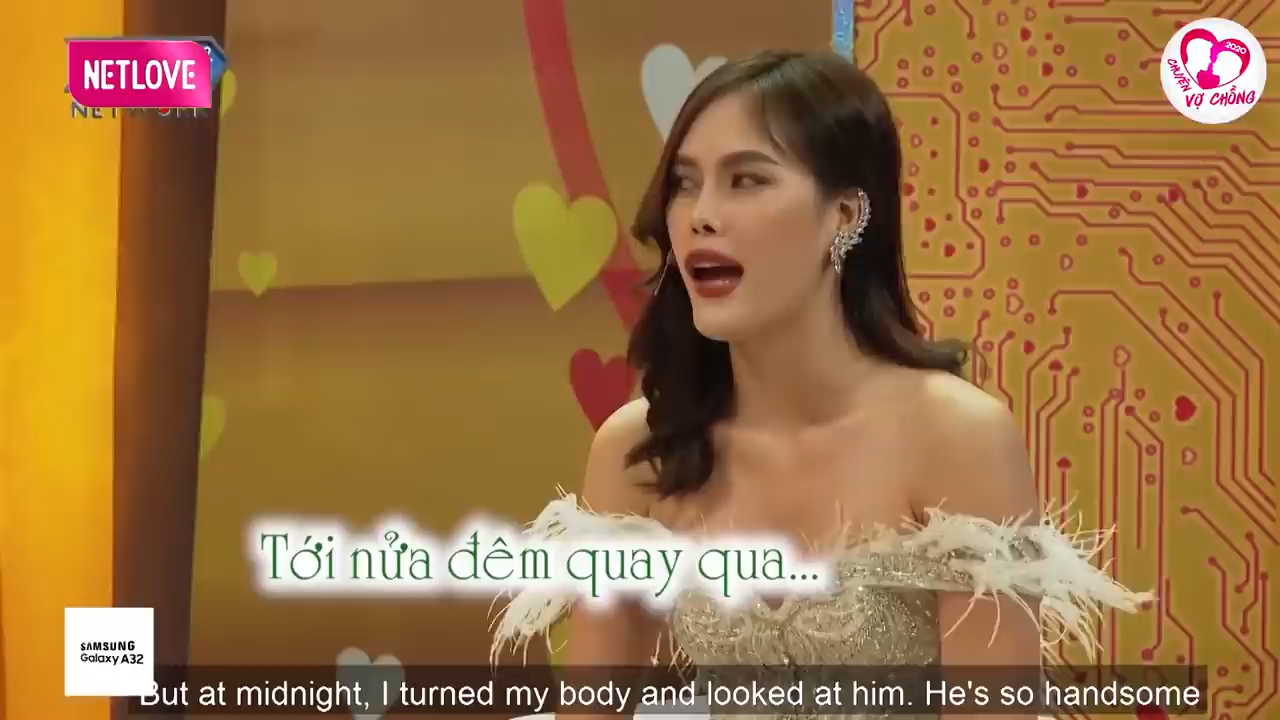 NETLOVE
NETWORK
2020
CHUYỆN
VỢ CHỒNG
Tới nửa đêm quay qua...
SAMSUNG
Galaxy A32
But at midnight, I turned my body and looked at him. He's so handsome